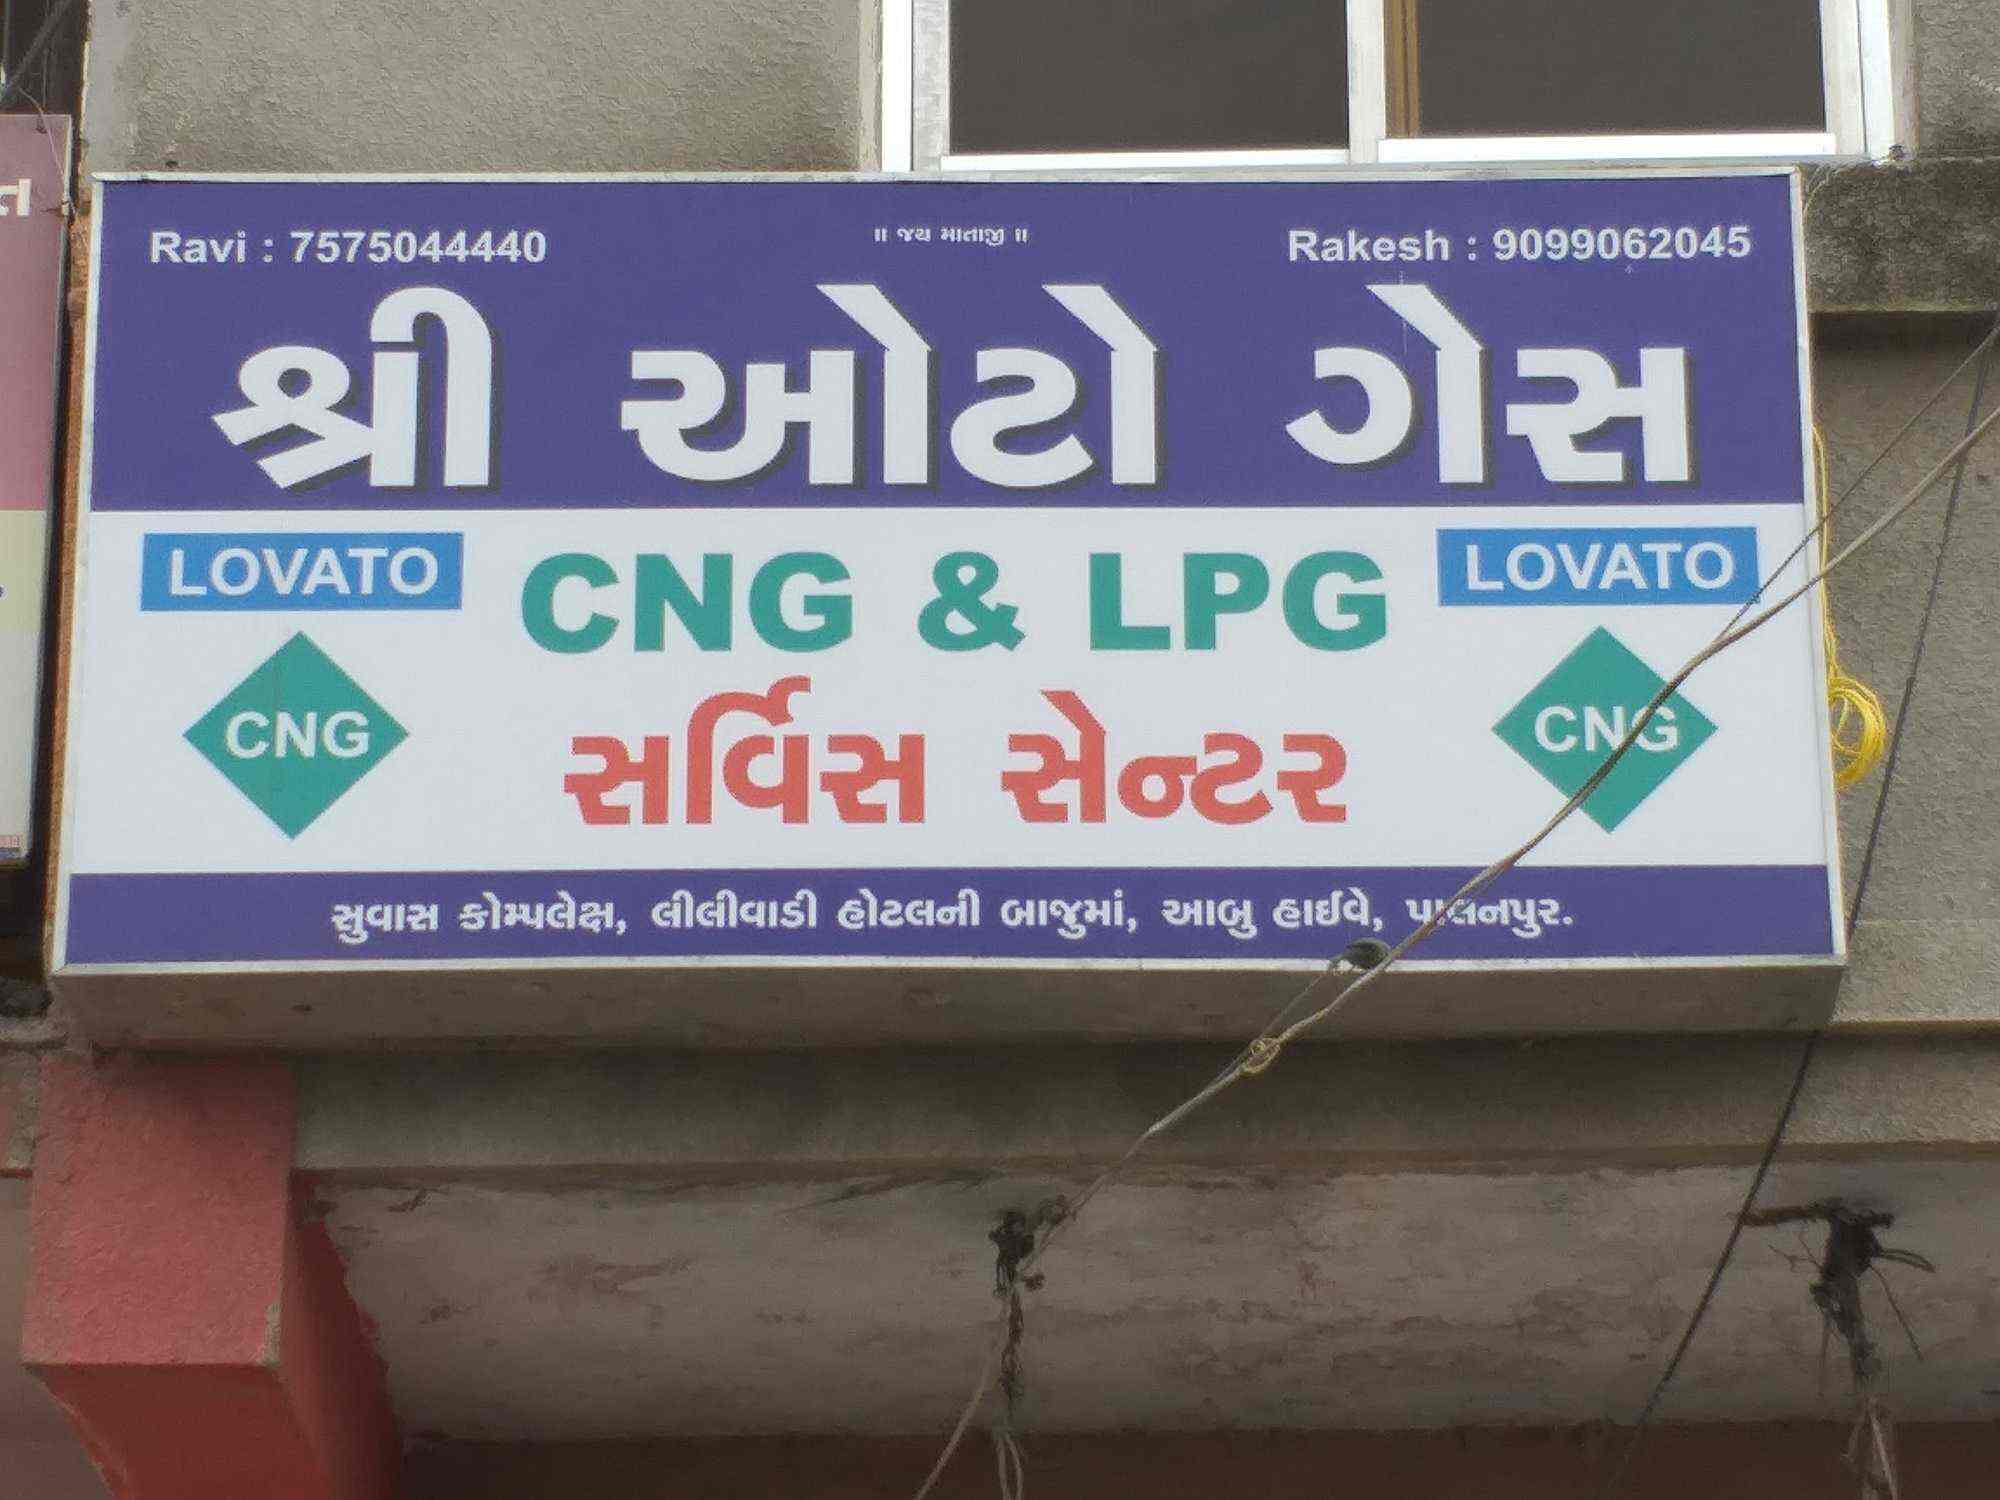 Ravi : 7575044440
॥ જય માતાજી ॥
Rakesh : 9099062045
શ્રી ઓટો ગેસ
LOVATO
CNG & LPG
LOVATO
CNG
સર્વિસ સેન્ટર
CNG
સુવાસ કોમ્પલેક્ષ, લીલીવાડી હોટલની બાજુમાં, આબુ હાઈવે, પાલનપુર.